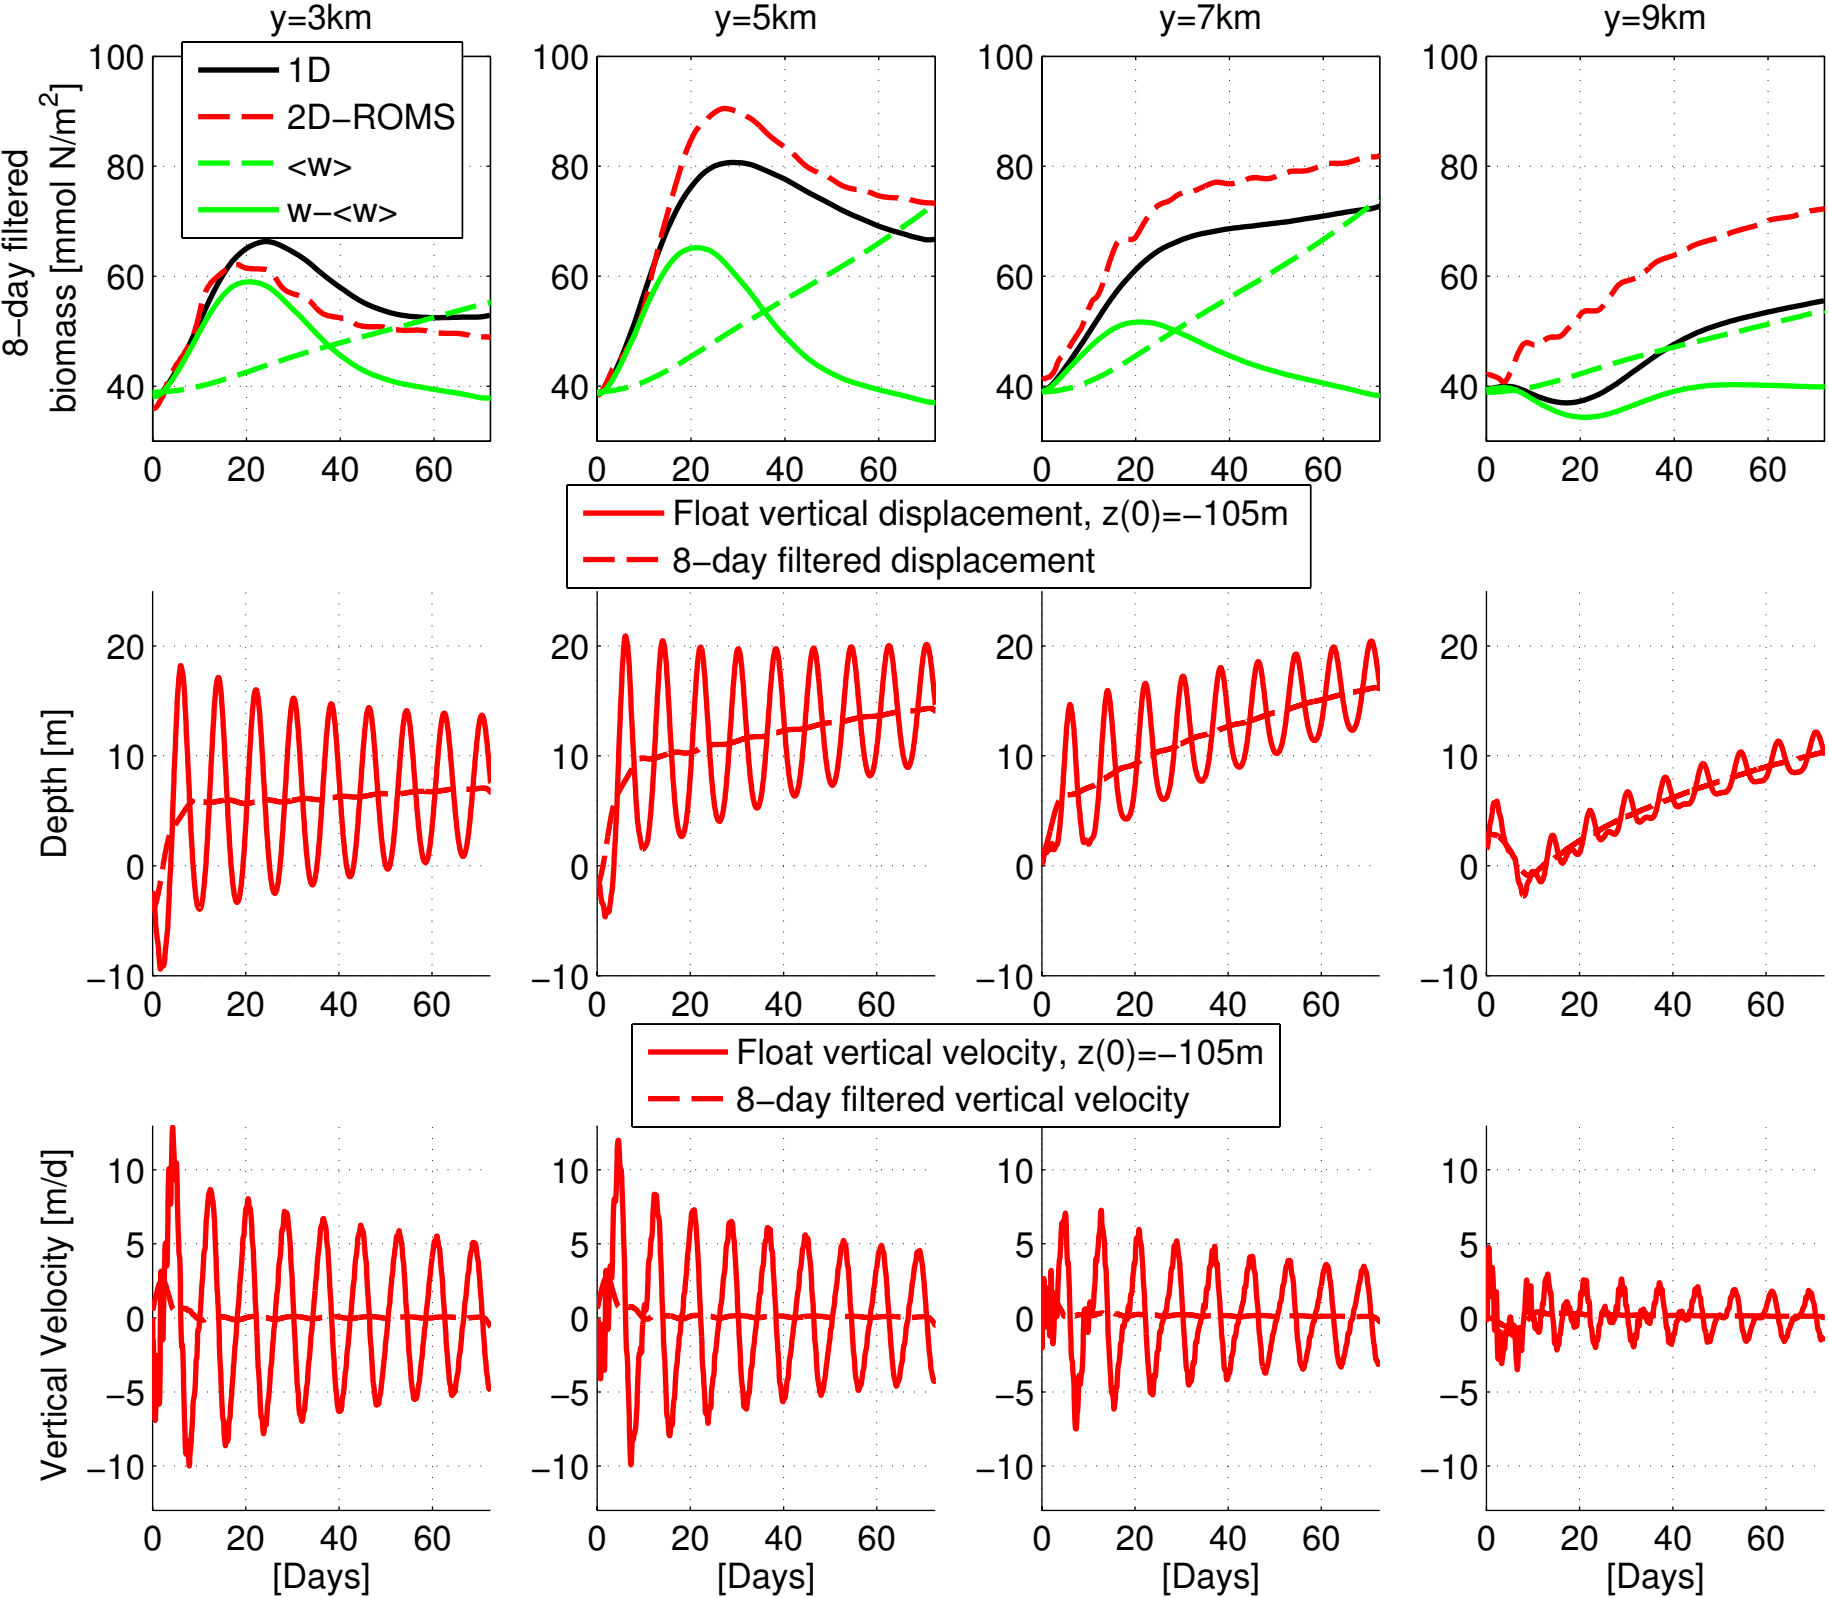 y=3km y=5km y=7km y=9km
8−day filtered
biomass [mmol N/m²]
100 80 60 40
100 80 60 40
100 80 60 40
100 80 60 40
1D
2D−ROMS
<w>
w−<w>
0 20 40 60
0 20 40 60
0 20 40 60
0 20 40 60
Float vertical displacement, z(0)=−105m
8−day filtered displacement
Depth [m]
20 10 0 −10
20 10 0 −10
20 10 0 −10
20 10 0 −10
0 20 40 60
0 20 40 60
0 20 40 60
0 20 40 60
Float vertical velocity, z(0)=−105m
8−day filtered vertical velocity
Vertical Velocity [m/d]
10 5 0 −5 −10
10 5 0 −5 −10
10 5 0 −5 −10
10 5 0 −5 −10
0 20 40 60
0 20 40 60
0 20 40 60
0 20 40 60
[Days] [Days] [Days] [Days]